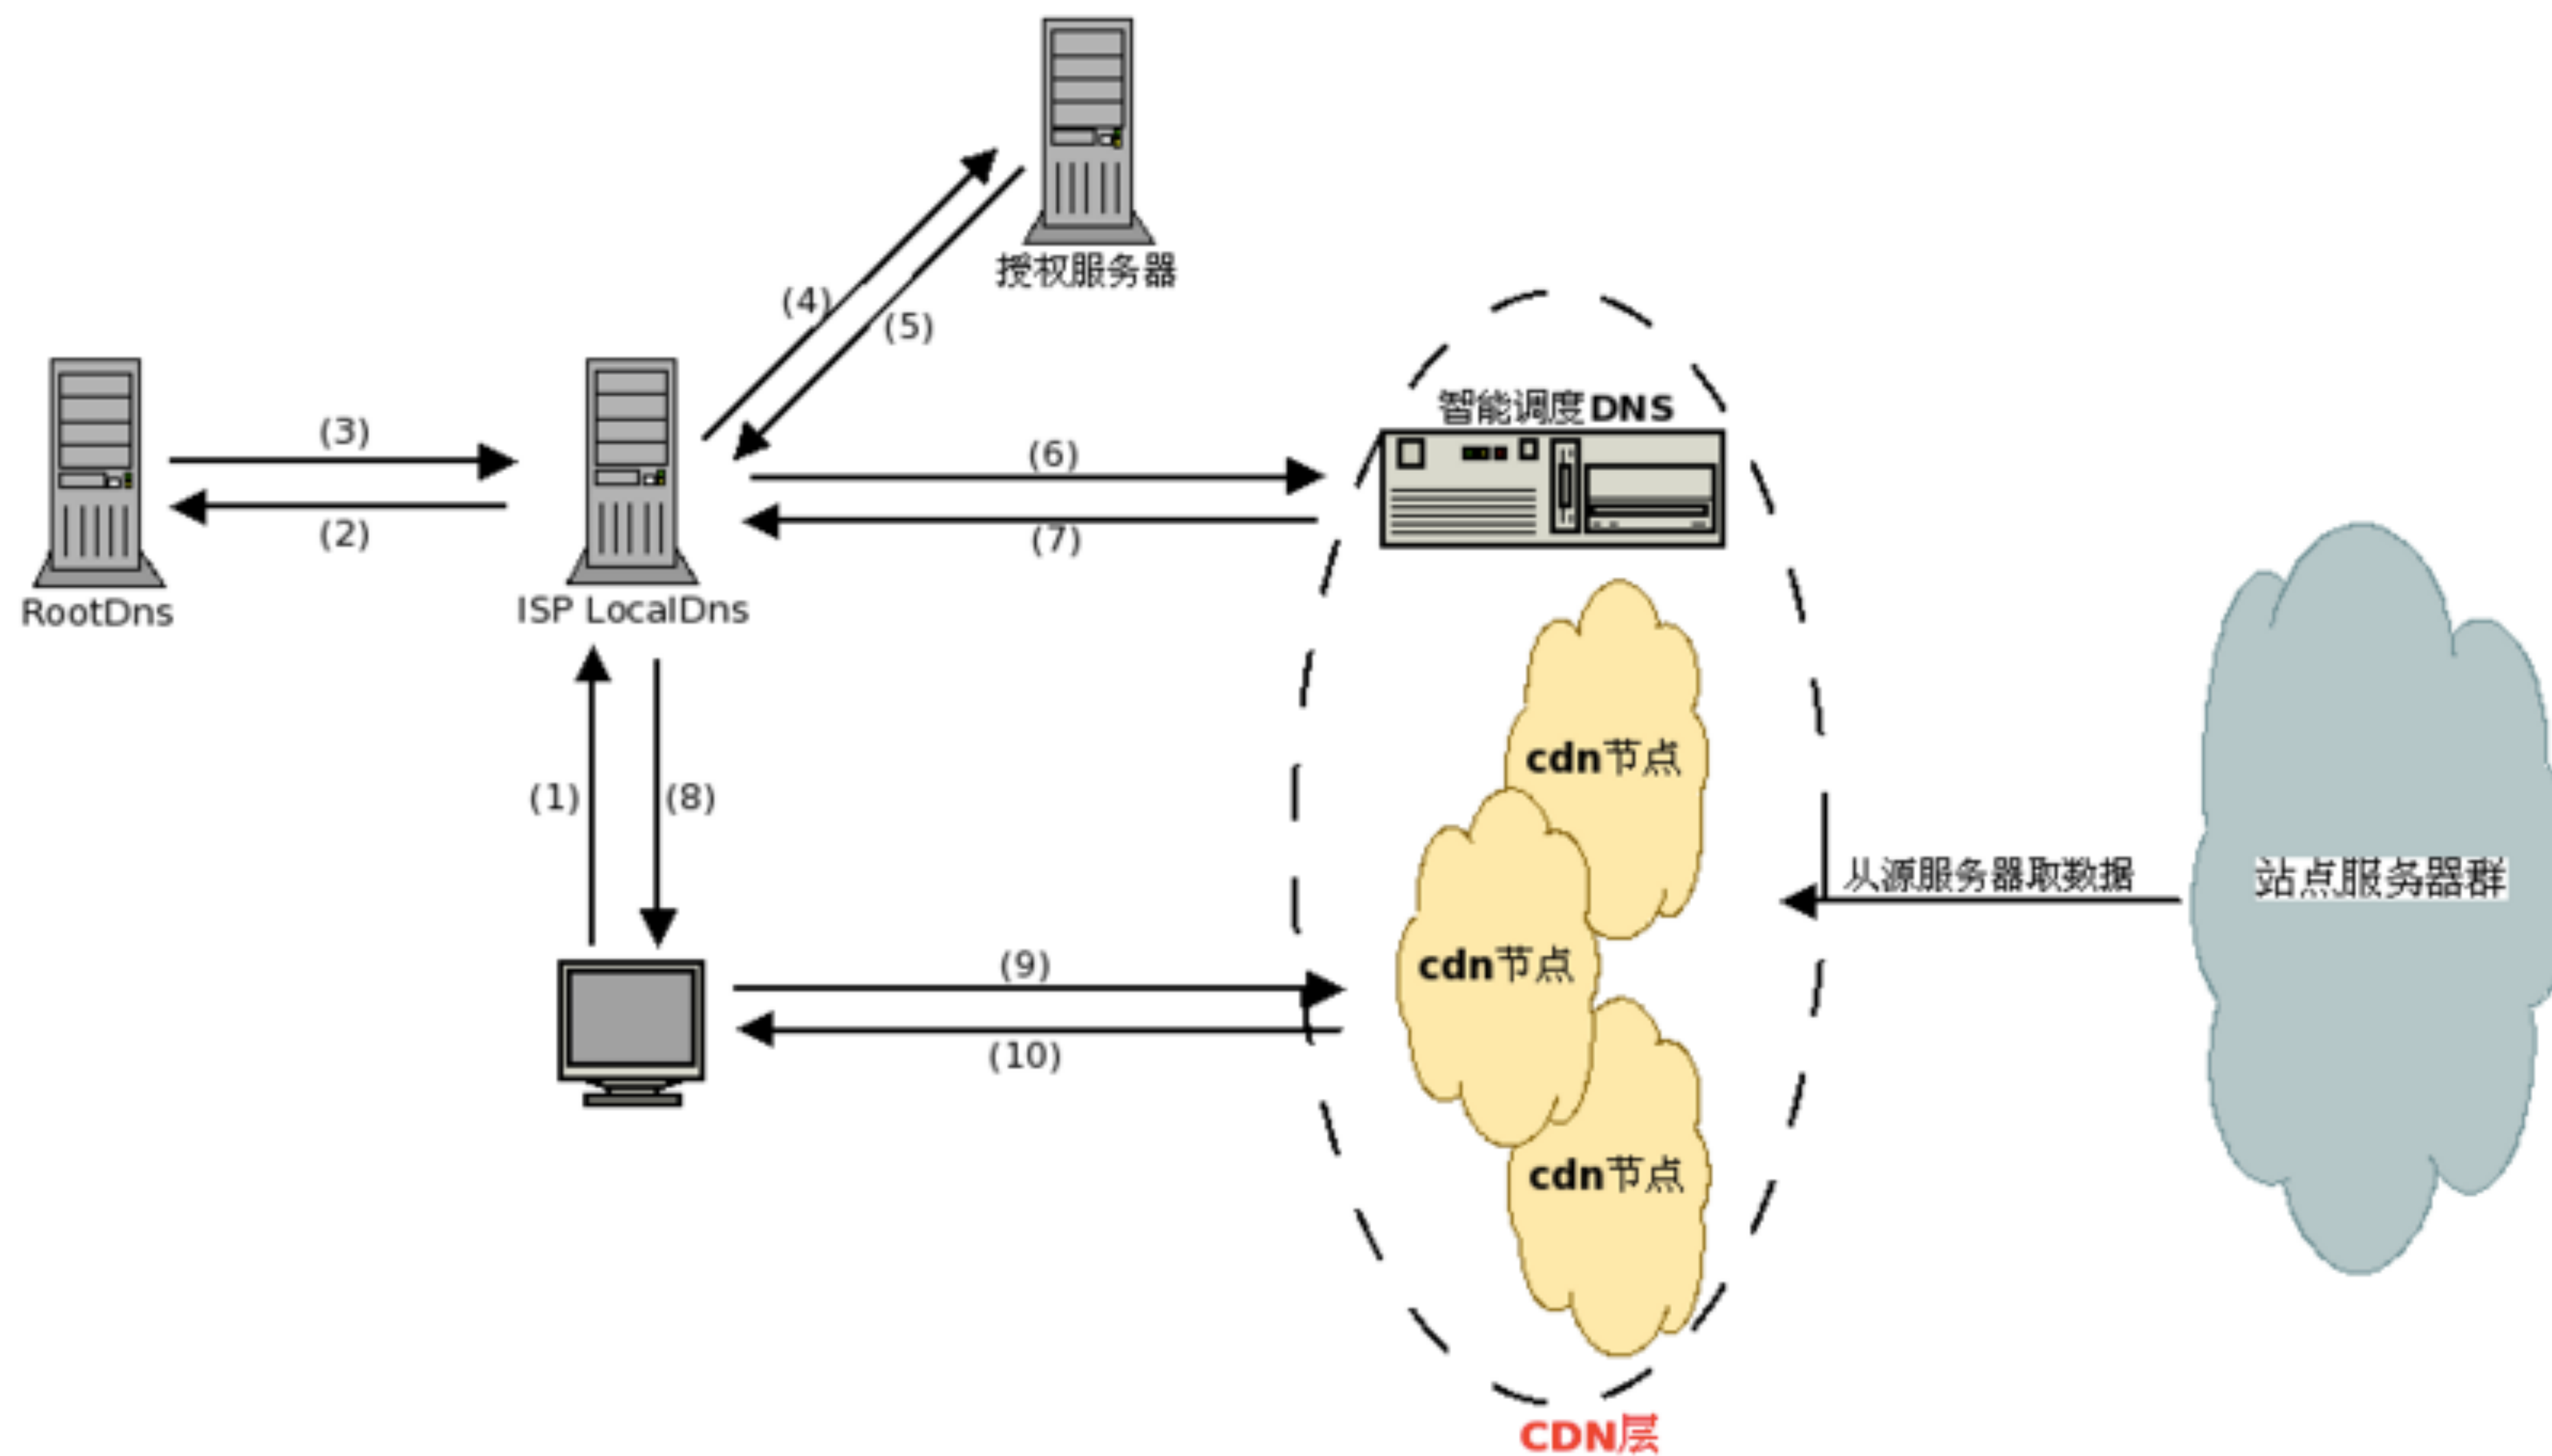 授权服务器
(4)
(5)
智能调度DNS
(3)
(6)
(2)
(7)
RootDns
ISP LocalDns
cdn节点
(1)
(8)
从源服务器取数据
站点服务器群
(9)
cdn节点
(10)
cdn节点
CDN层